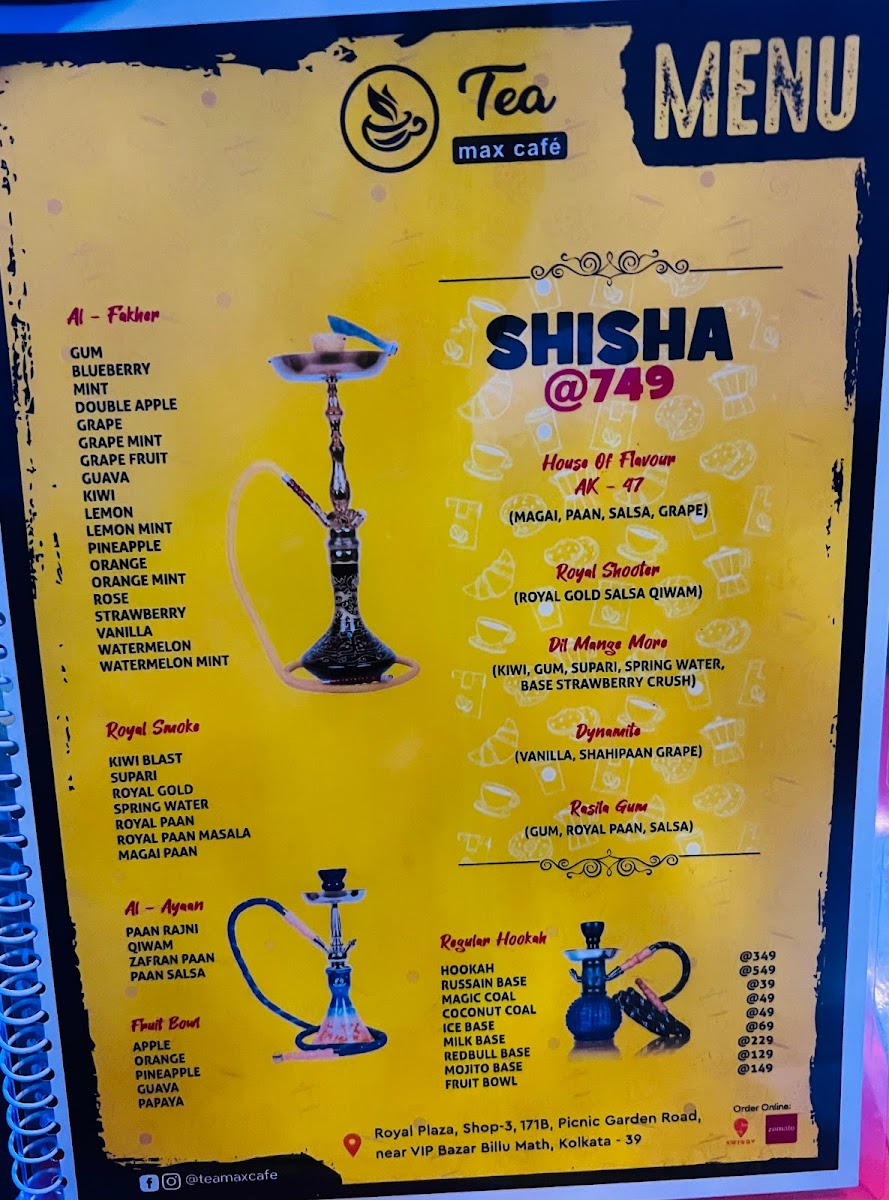 MENU
Tea
max café
Al - Fakher
GUM
BLUEBERRY
MINT
DOUBLE APPLE
GRAPE
GRAPE MINT
GRAPE FRUIT
GUAVA
KIWI
LEMON
LEMON MINT
PINEAPPLE
ORANGE
ORANGE MINT
ROSE
STRAWBERRY
VANILLA
WATERMELON
WATERMELON MINT
Royal Smoke
KIWI BLAST
SUPARI
ROYAL GOLD
SPRING WATER
ROYAL PAAN
ROYAL PAAN MASALA
MAGAI PAAN
Al - Ayaan
PAAN RAJNI
QIWAM
ZAFRAN PAAN
PAAN SALSA
Fruit Bowl
APPLE
ORANGE
PINEAPPLE
GUAVA
PAPAYA
SHISHA
@749
House Of Flavour
AK - 47
(MAGAI, PAAN, SALSA, GRAPE)
Royal Shooter
(ROYAL GOLD SALSA QIWAM)
Dil Mange More
(KIWI, GUM, SUPARI, SPRING WATER,
BASE STRAWBERRY CRUSH)
Dynamite
(VANILLA, SHAHIPAAN GRAPE)
Rasila Gum
(GUM, ROYAL PAAN, SALSA)
Regular Hookah
HOOKAH @349
RUSSAIN BASE @549
MAGIC COAL @39
COCONUT COAL @49
ICE BASE @49
MILK BASE @69
REDBULL BASE @229
MOJITO BASE @129
FRUIT BOWL @149
Royal Plaza, Shop-3, 171B, Picnic Garden Road,
near VIP Bazar Billu Math, Kolkata - 39
Order Online:
SWIGGY
zomato
@teamaxcafe